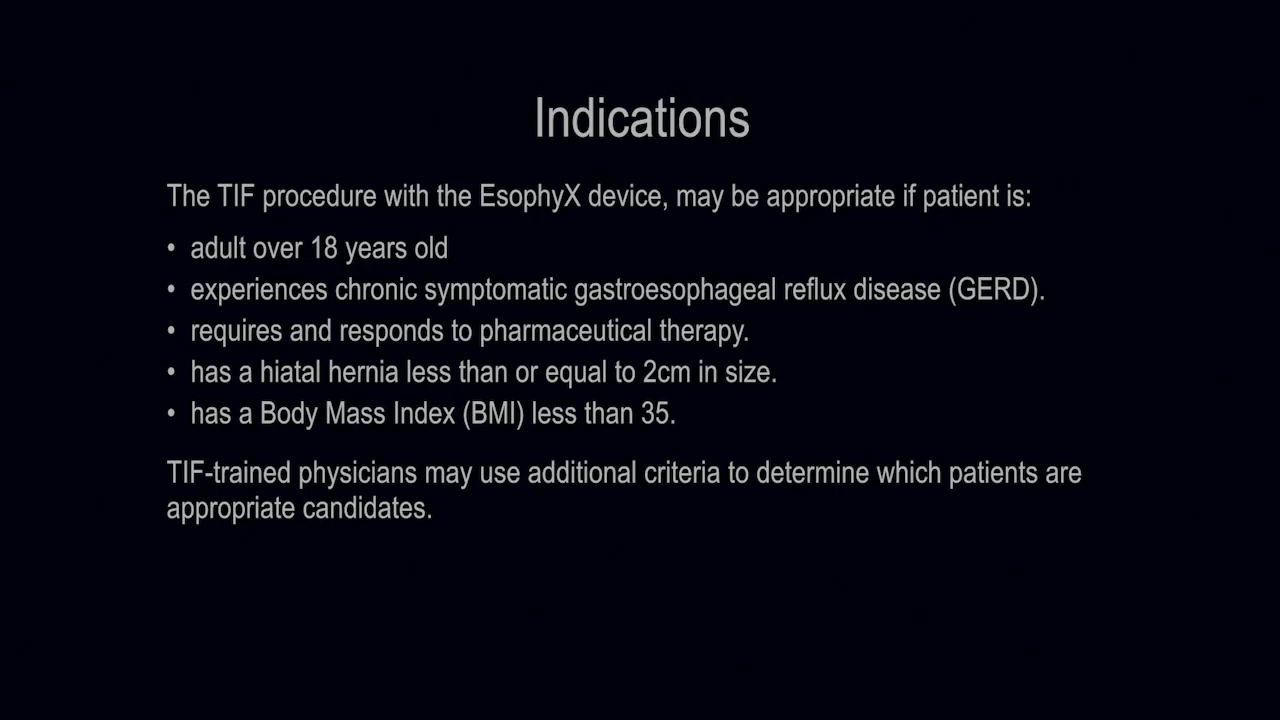 Indications
The TIF procedure with the EsophyX device, may be appropriate if patient is:
• adult over 18 years old
• experiences chronic symptomatic gastroesophageal reflux disease (GERD).
• requires and responds to pharmaceutical therapy.
• has a hiatal hernia less than or equal to 2cm in size.
• has a Body Mass Index (BMI) less than 35.
TIF-trained physicians may use additional criteria to determine which patients are
appropriate candidates.